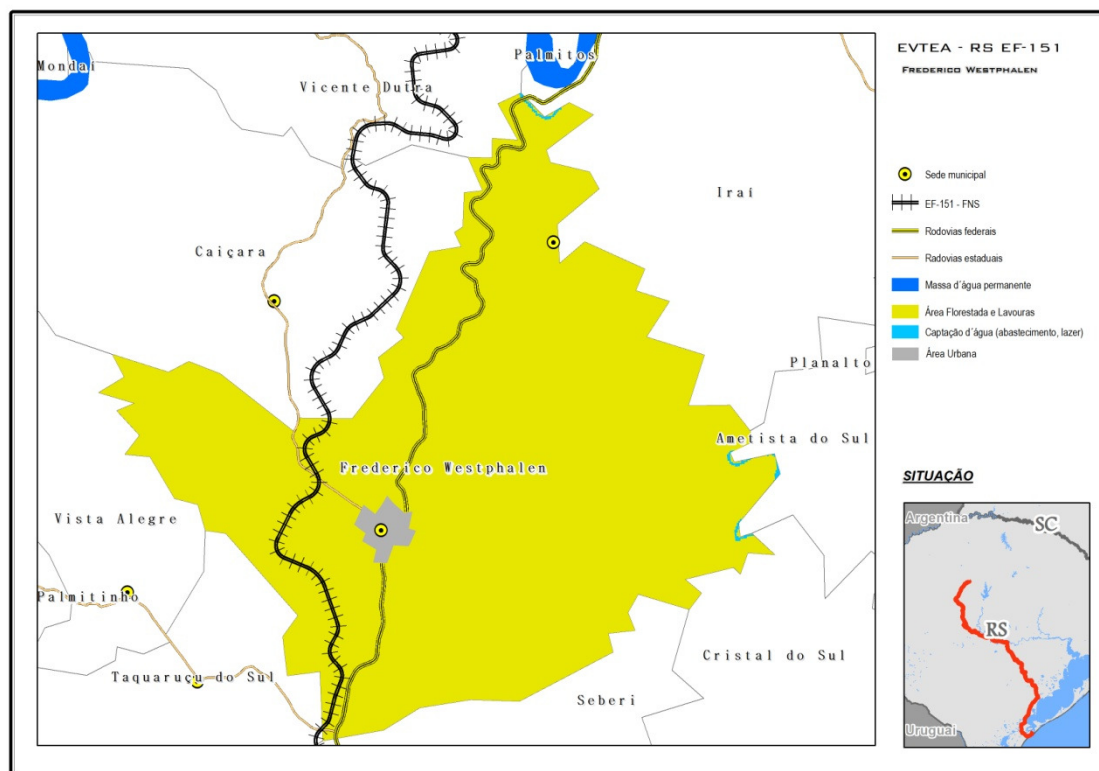 EVTEA - RS EF-151
FREDERICO WESTPHALEN
Mondaí
Palmitos
Vicente Dutra
Iraí
Caiçara
Planalto
Ametista do Sul
Frederico Westphalen
Vista Alegre
Palmitinho
Taquaruçu do Sul
Cristal do Sul
Seberi
Sede municipal
EF-151 - FNS
Rodovias federais
Radovias estaduais
Massa d´água permanente
Área Florestada e Lavouras
Captação d´água (abastecimento, lazer)
Área Urbana
SITUAÇÃO
Argentina
SC
RS
Uruguai